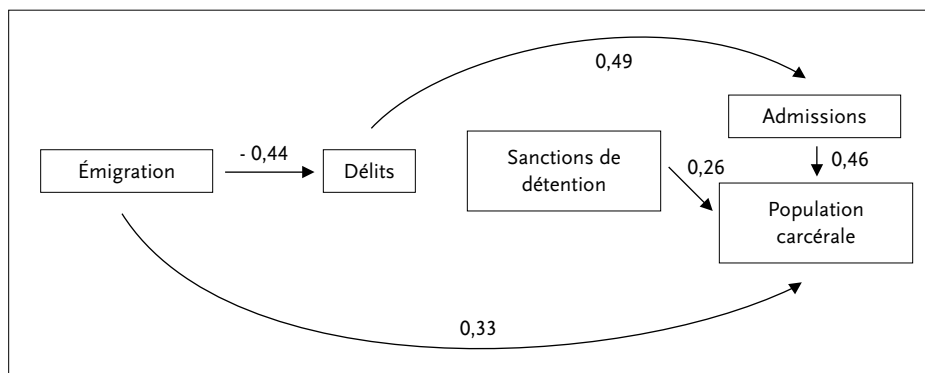 0,49
Admissions
- 0,44
Émigration
Délits
Sanctions de
détention
0,26
0,46
Population
carcérale
0,33